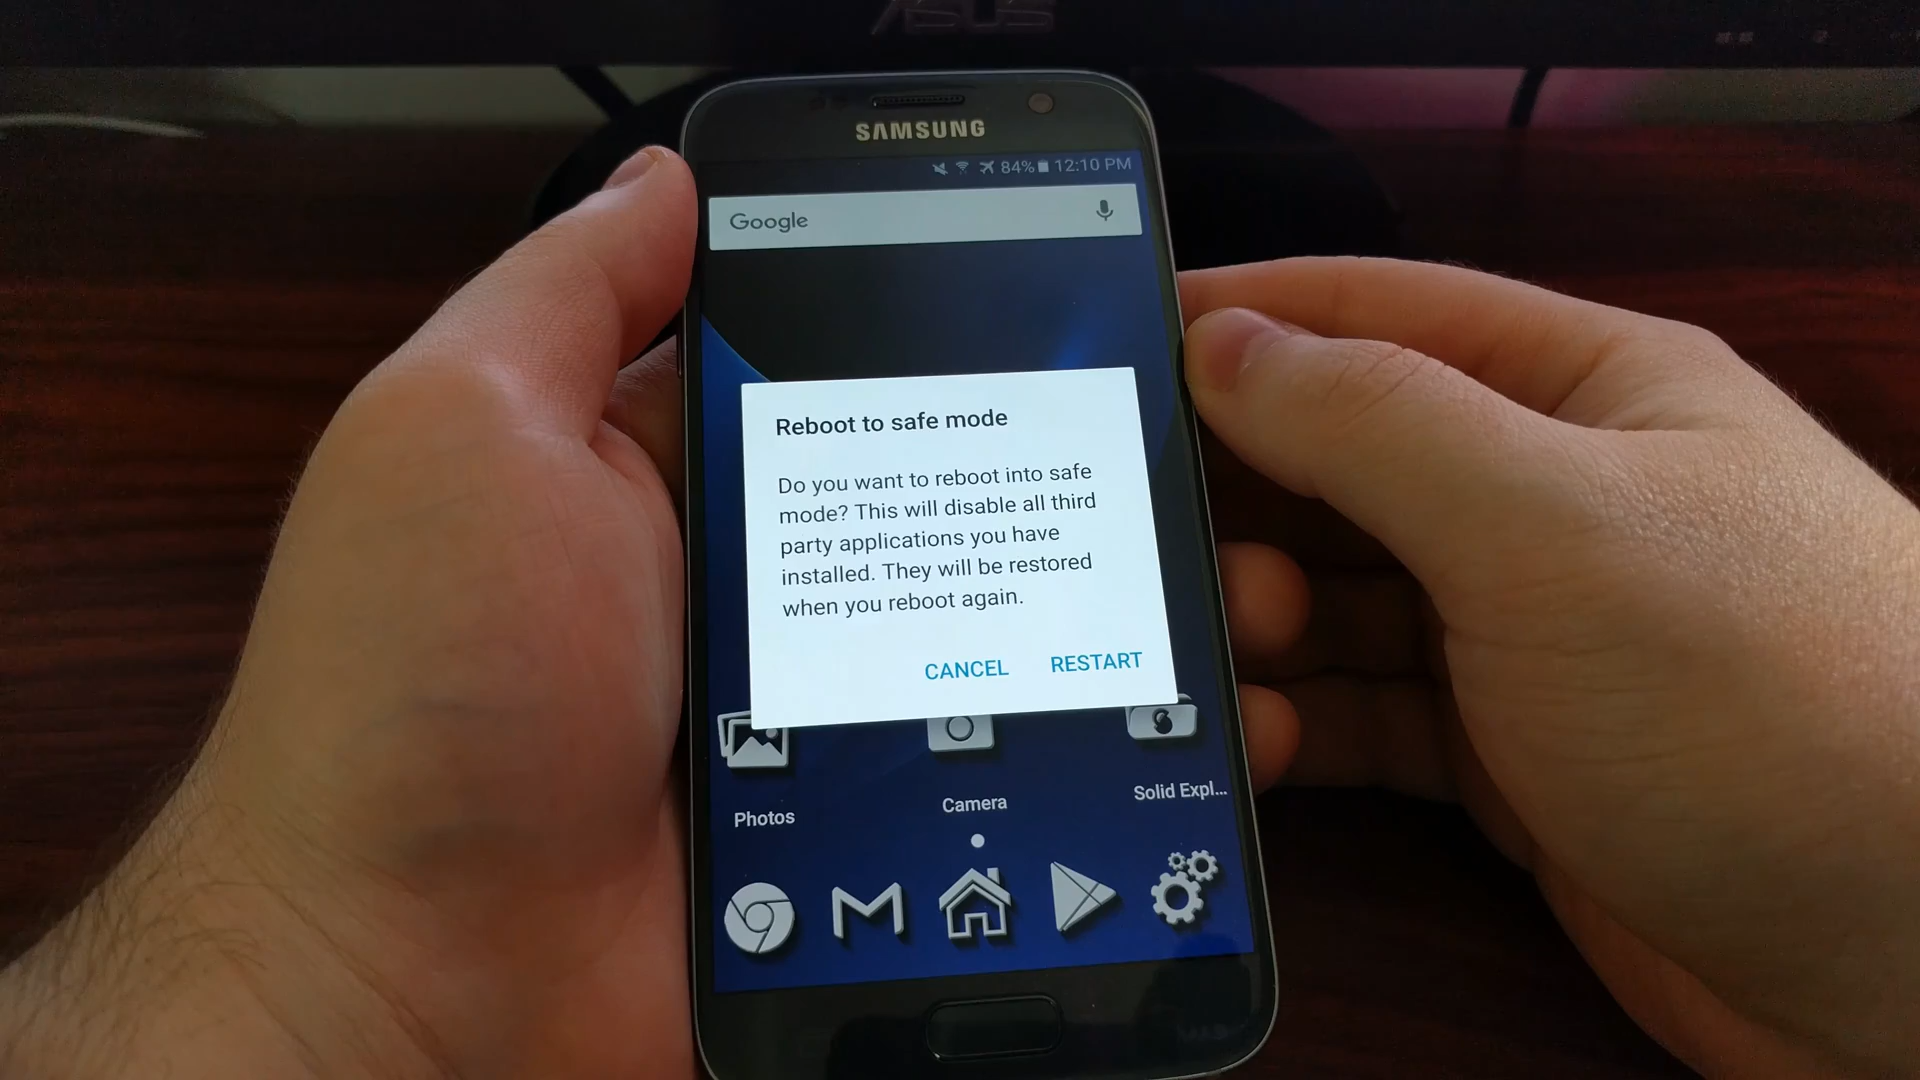 ASUS
SAMSUNG
84% 12:10 PM
Google
Reboot to safe mode
Do you want to reboot into safe
mode? This will disable all third
party applications you have
installed. They will be restored
when you reboot again.
CANCEL RESTART
Photos Camera Solid Expl...